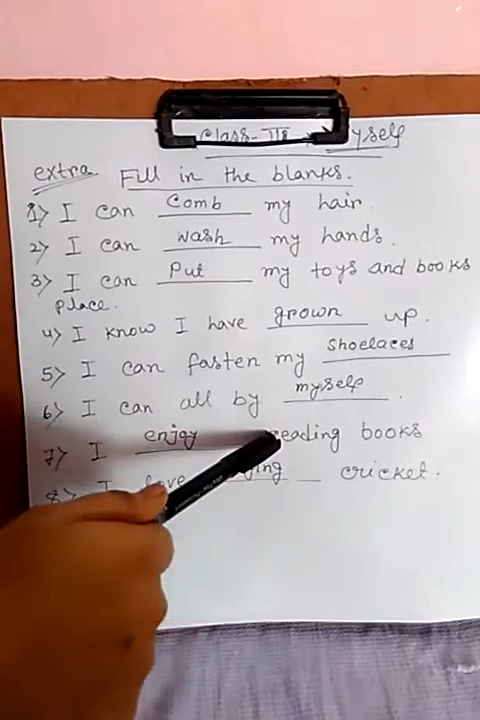 Class-III
extra Fill in the blanks.
1) I can Comb my hair.
2) I can wash my hands.
3) I can Put my toys and books
place.
4) I know I have grown up.
5) I can fasten my Shoelaces
6) I can all by myself.
7) I enjoy reading books
8) I cricket.